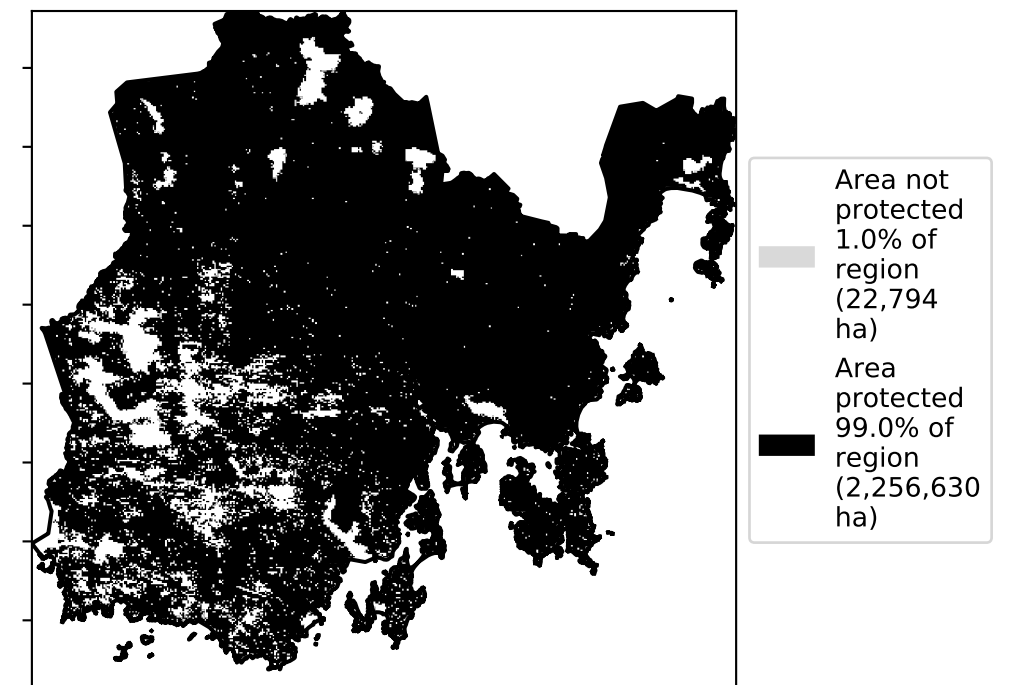 Area not
protected
1.0% of
region
(22,794
ha)
Area
protected
99.0% of
region
(2,256,630
ha)